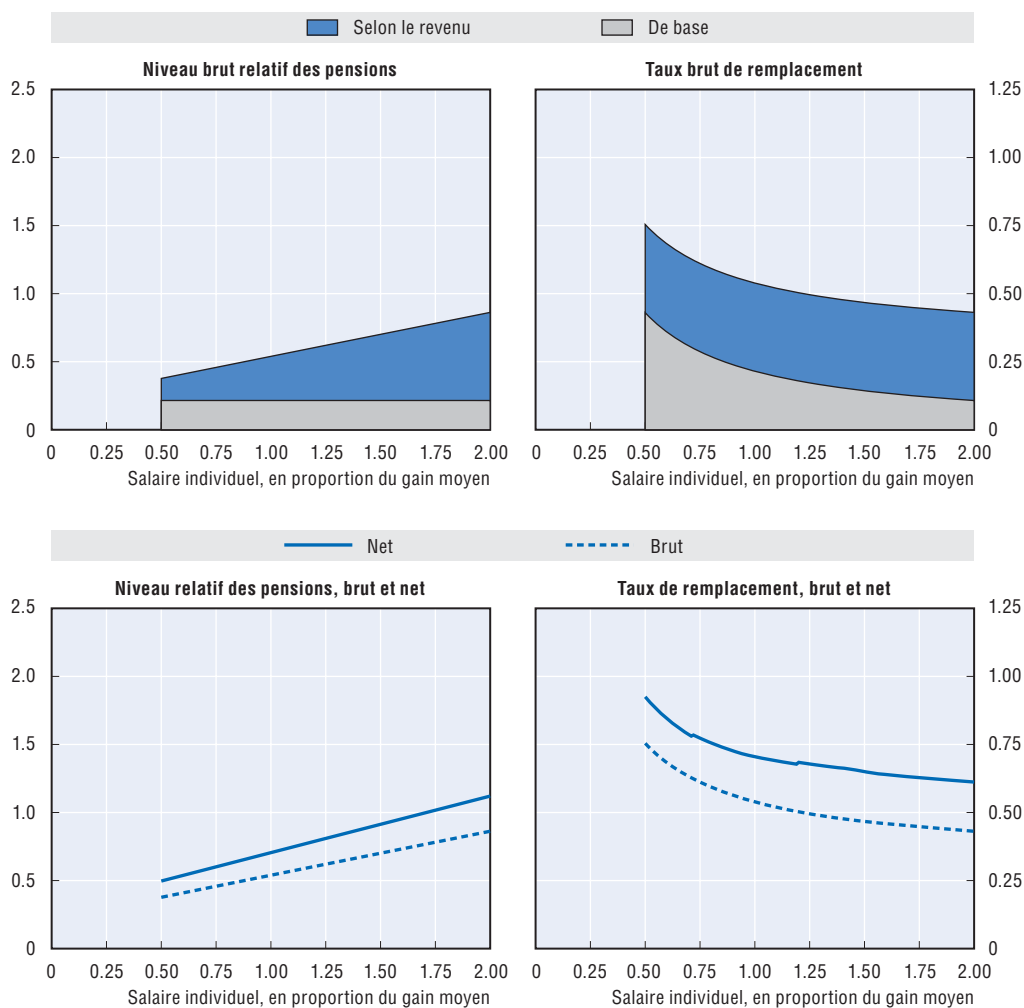 Selon le revenu De base
Niveau brut relatif des pensions Taux brut de remplacement
2.5 1.25
2.0 1.00
1.5 0.75
1.0 0.50
0.5 0.25
0 0
0 0.25 0.50 0.75 1.00 1.25 1.50 1.75 2.00 0 0.25 0.50 0.75 1.00 1.25 1.50 1.75 2.00
Salaire individuel, en proportion du gain moyen Salaire individuel, en proportion du gain moyen
Net Brut
Niveau relatif des pensions, brut et net Taux de remplacement, brut et net
2.5 1.25
2.0 1.00
1.5 0.75
1.0 0.50
0.5 0.25
0 0
0 0.25 0.50 0.75 1.00 1.25 1.50 1.75 2.00 0 0.25 0.50 0.75 1.00 1.25 1.50 1.75 2.00
Salaire individuel, en proportion du gain moyen Salaire individuel, en proportion du gain moyen